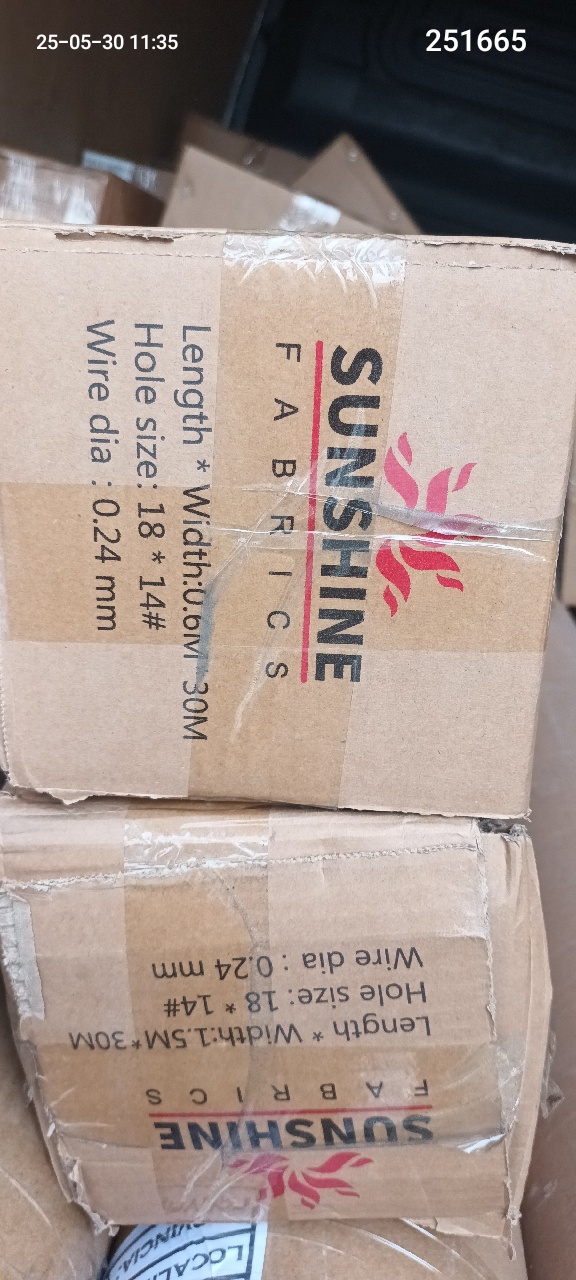 25-05-30 11:35
251665
SUNSHINE
FABRICS
Length * Width:0.6M*30M
Hole size: 18 * 14#
Wire dia : 0.24 mm
SUNSHINE
FABRICS
Length * Width:1.5M*30M
Hole size: 18 * 14#
Wire dia : 0.24 mm